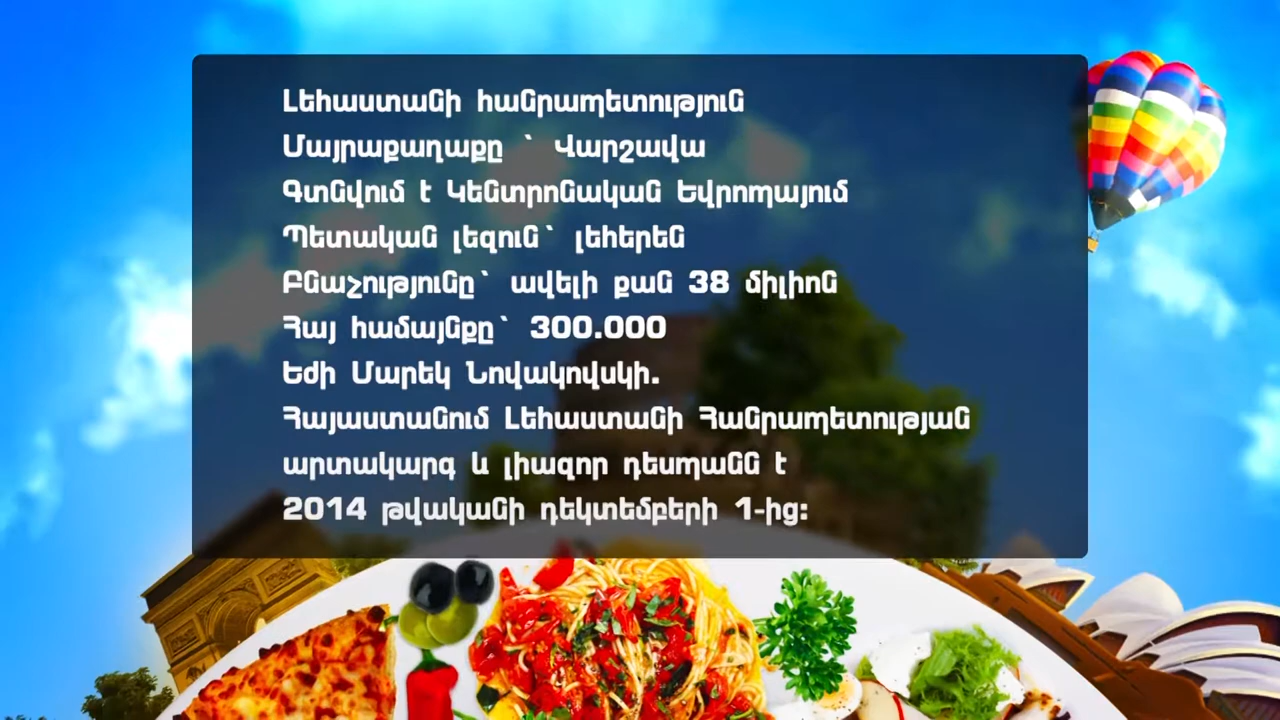 Լեհաստանի հանրապետություն
Մայրաքաղաքը ` Վարշավա
Գտնվում է Կենտրոնական Եվրոպայում
Պետական լեզուն` լեհերեն
Բնաչությունը` ավելի քան 38 միլիոն
Հայ համայնքը` 300.000
Եժի Մարեկ Նովակովսկի.
Հայաստանում Լեհաստանի Հանրապետության
արտակարգ և լիազոր դեսպանն է
2014 թվականի դեկտեմբերի 1-ից: